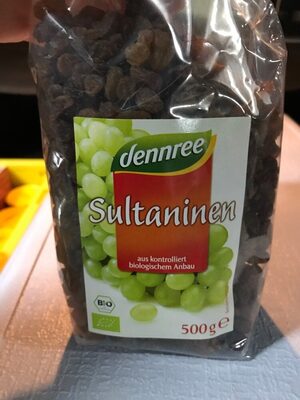 dennree
Sultaninen
aus kontrolliert
biologischem Anbau
BIO
500g e